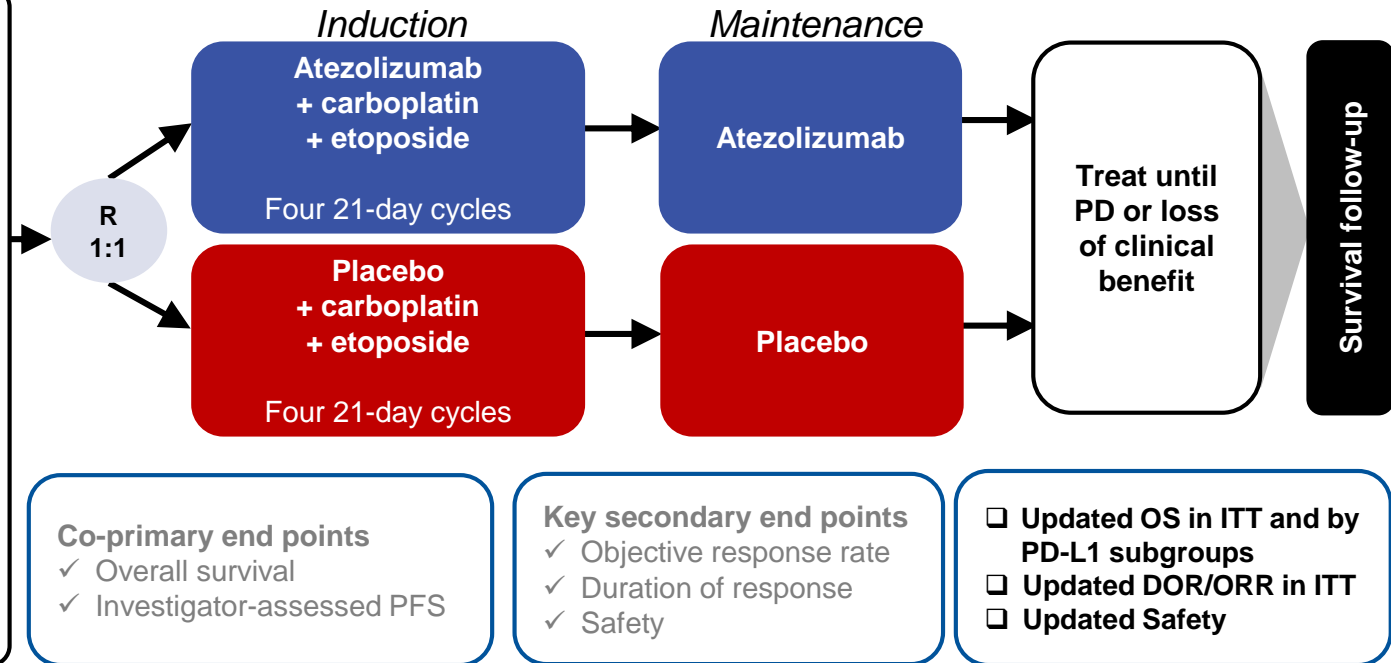 Induction
Maintenance
Atezolizumab
+ carboplatin
+ etoposide
Four 21-day cycles
Atezolizumab
R
1:1
Placebo
+ carboplatin
+ etoposide
Four 21-day cycles
Placebo
Treat until
PD or loss
of clinical
benefit
Survival follow-up
Co-primary end points
✓ Overall survival
✓ Investigator-assessed PFS
Key secondary end points
✓ Objective response rate
✓ Duration of response
✓ Safety
❑ Updated OS in ITT and by
PD-L1 subgroups
❑ Updated DOR/ORR in ITT
❑ Updated Safety